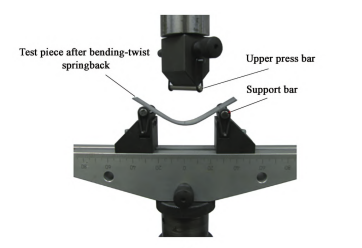 Test piece after bending-twist
springback
Upper press bar
Support bar